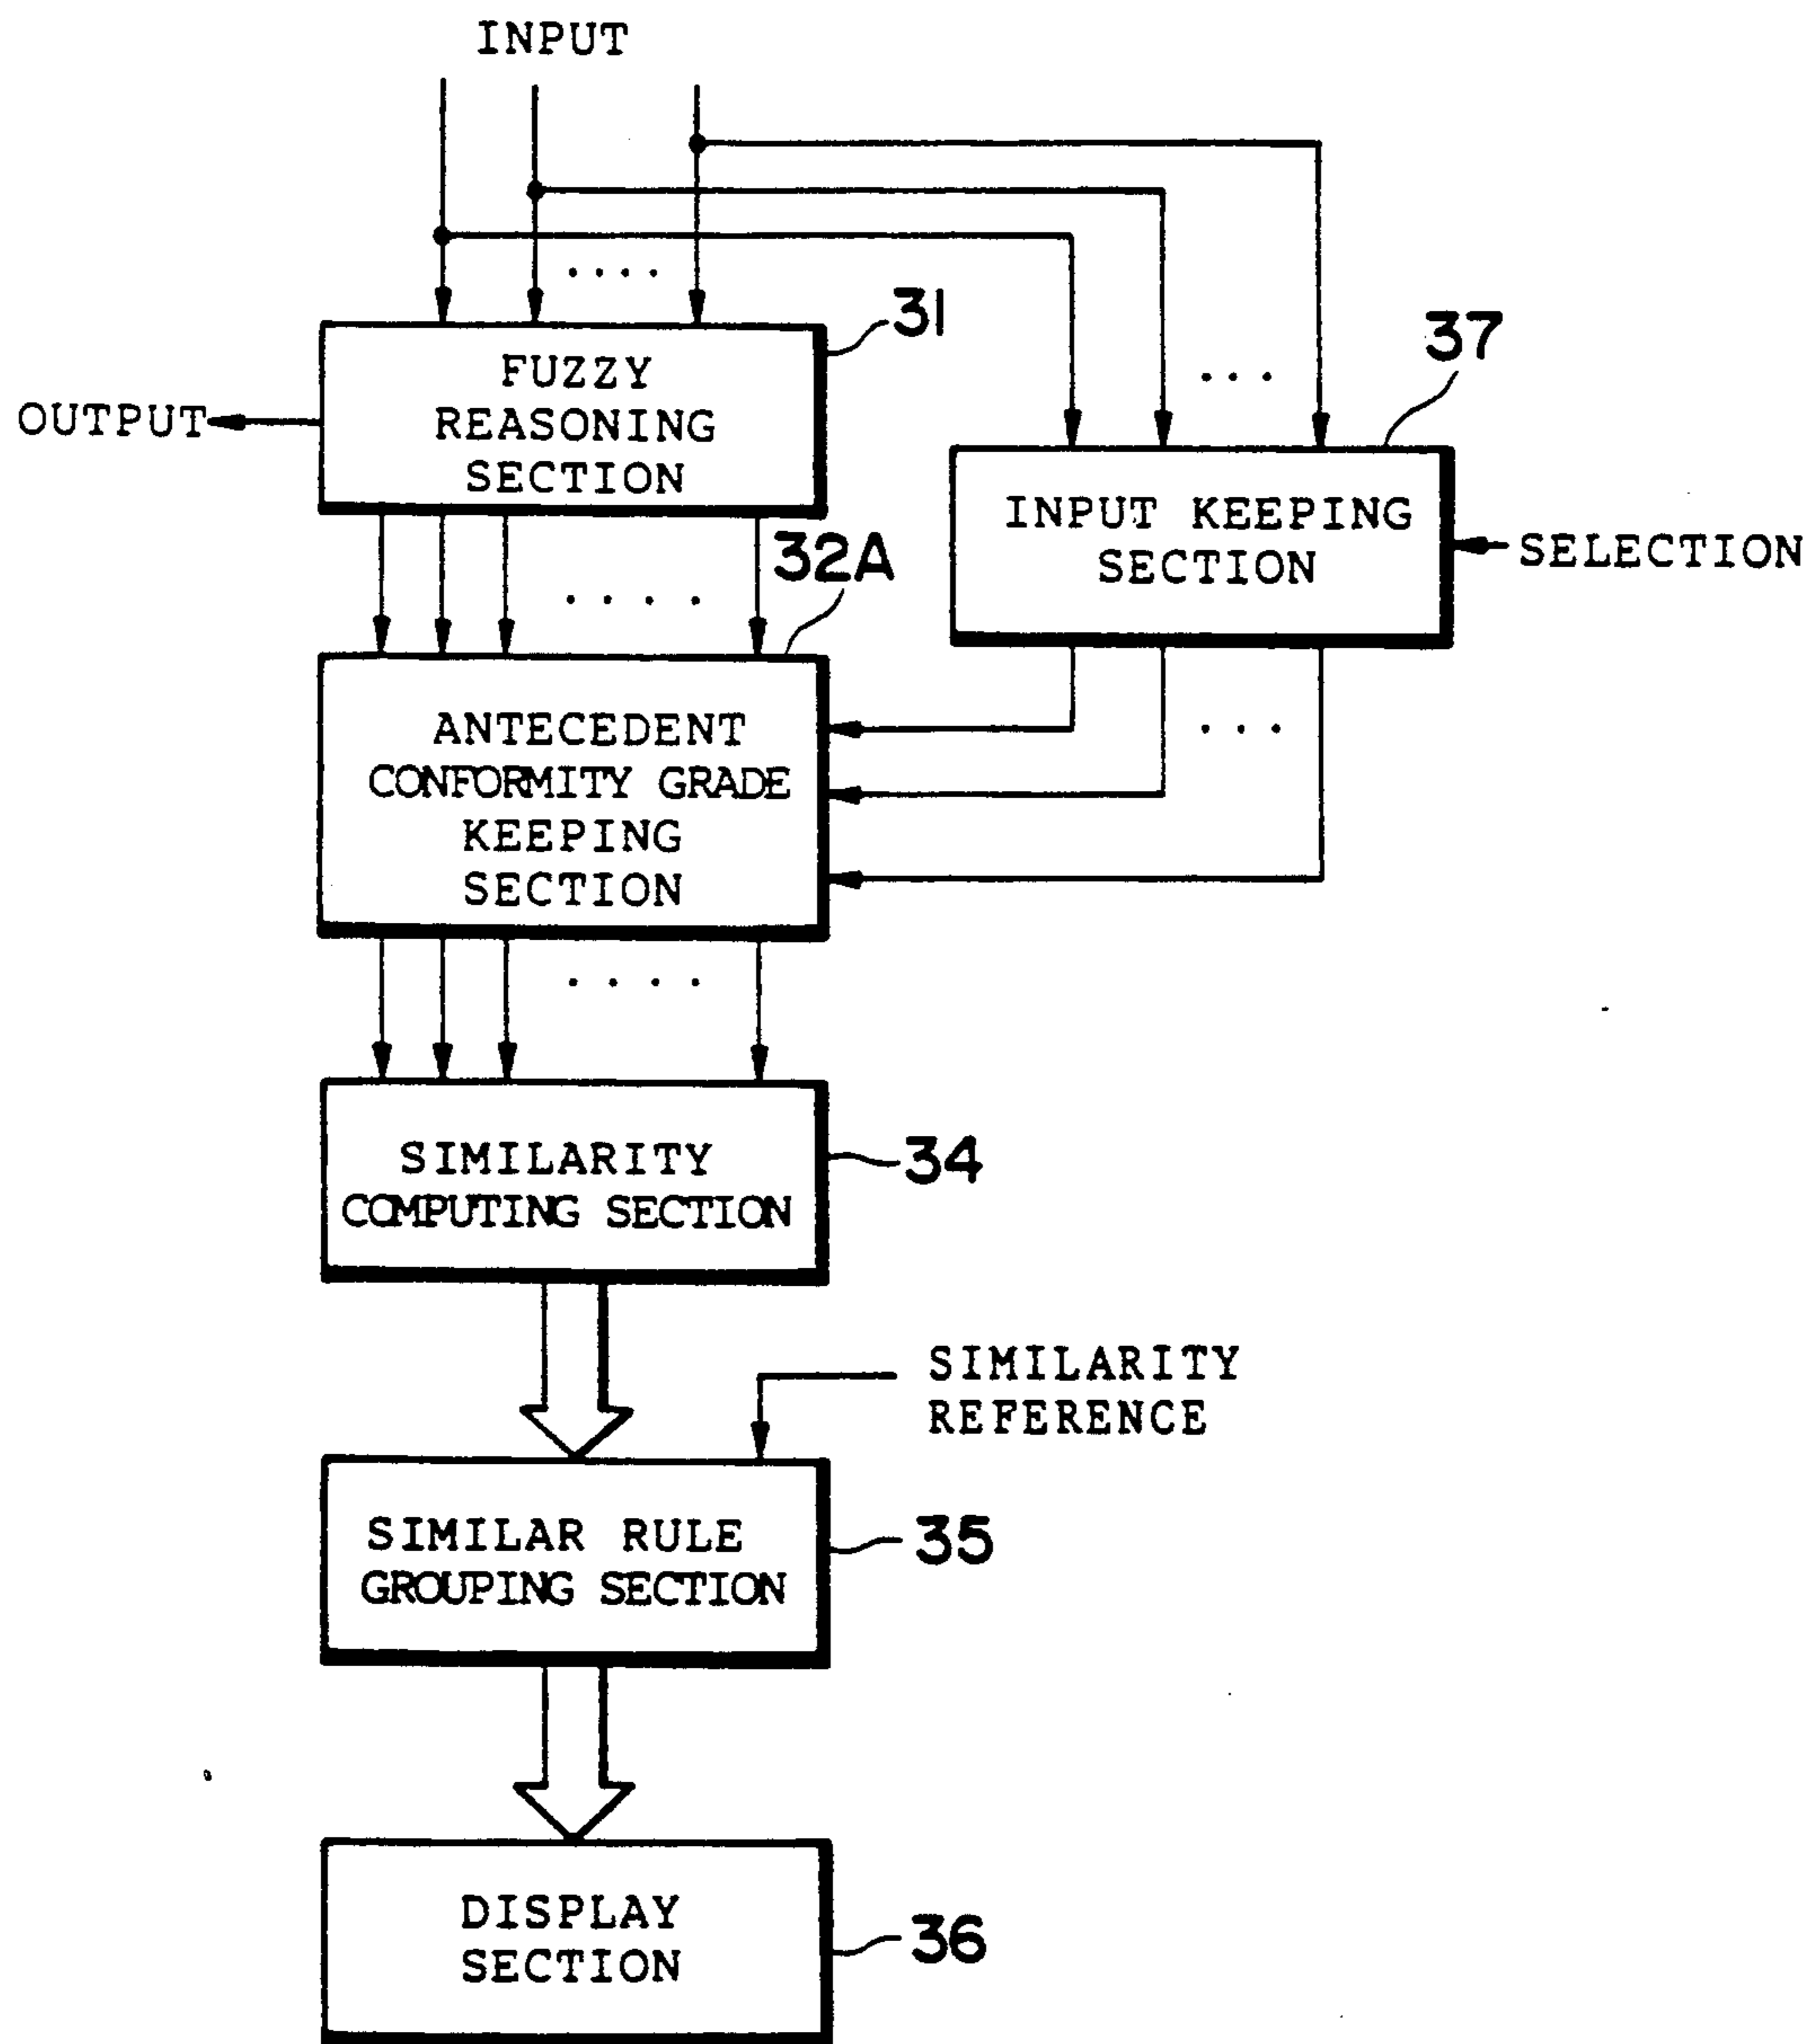 INPUT
31
FUZZY
REASONING
SECTION
OUTPUT
37
INPUT KEEPING
SECTION
SELECTION
32A
ANTECEDENT
CONFORMITY GRADE
KEEPING
SECTION
34
SIMILARITY
COMPUTING SECTION
SIMILARITY
REFERENCE
35
SIMILAR RULE
GROUPING SECTION
36
DISPLAY
SECTION